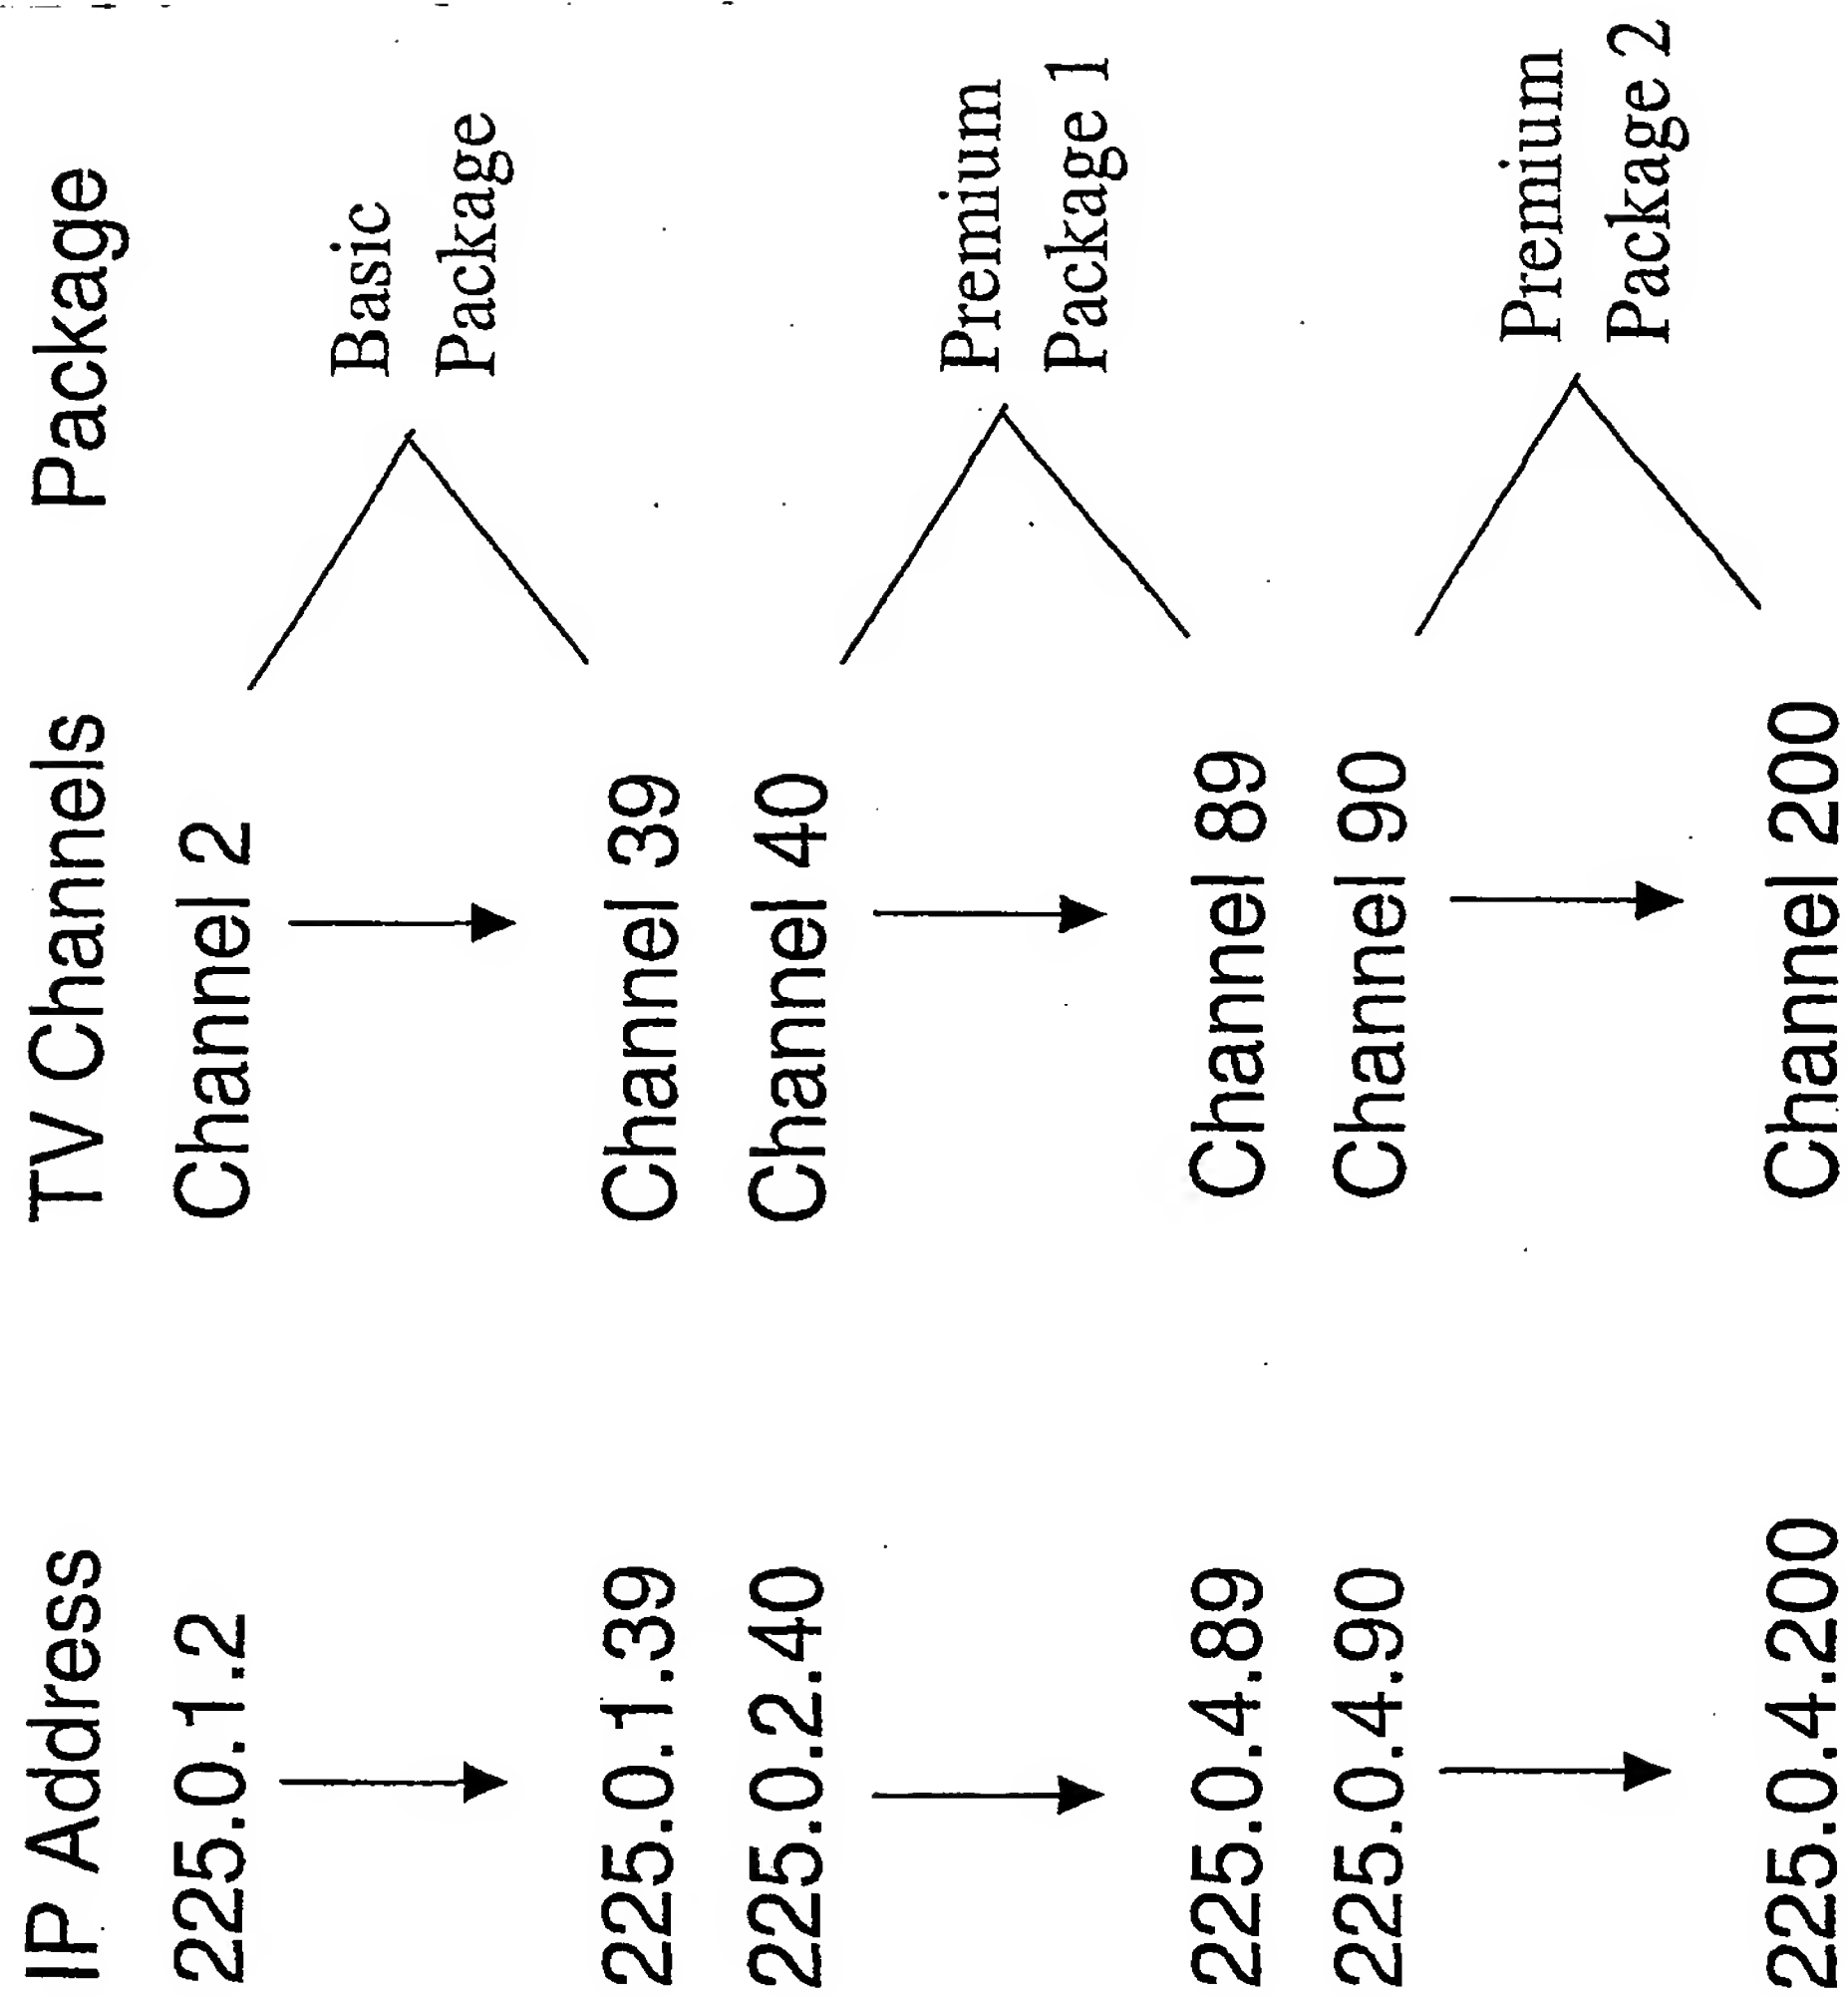 IP Address TV Channels Package
225.0.1.2 Channel 2
Basic
Package
225.0.1.39 Channel 39
225.0.2.40 Channel 40
Premium
Package 1
225.0.4.89 Channel 89
225.0.4.90 Channel 90
Premium
Package 2
225.0.4.200 Channel 200